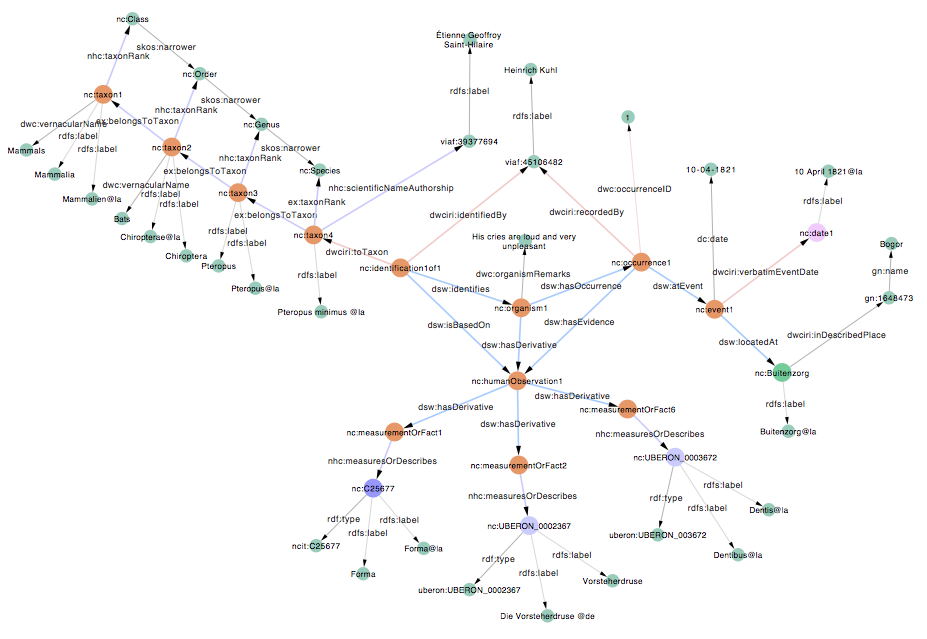 nc:Class
skos:narrower
nhc:taxonRank
nc:Order
nc:taxon1
skos:narrower
nhc:taxonRank
dwc:vernacularName
ex:belongsToTaxon
nc:Genus
rdfs:label
rdfs:label
Mammals
nc:taxon2
skos:narrower
nhc:taxonRank
Mammalia
ex:belongsToTaxon
nc:Species
dwc:vernacularName
rdfs:label
rdfs:label
Mammalien@la
nc:taxon3
ex:taxonRank
nhc:scientificNameAuthorship
Bats
ex:belongsToTaxon
Chiropterae@la
rdfs:label
rdfs:label
nc:taxon4
Chiroptera
Pteropus
dwciri:toTaxon
rdfs:label
Pteropus@la
Pteropus minimus @la
Étienne Geoffroy
Saint-Hilaire
rdfs:label
viaf:39377694
Heinrich Kuhl
rdfs:label
viaf:45106482
dwciri:identifiedBy
dwciri:recordedBy
1
dwc:occurrenceID
His cries are loud and very
unpleasant
nc:identification1of1
dwc:organismRemarks
nc:occurrence1
dsw:identifies
dsw:hasOccurrence
dsw:atEvent
nc:organism1
dsw:isBasedOn
dsw:hasEvidence
dsw:hasDerivative
10-04-1821
dc:date
10 April 1821@la
rdfs:label
nc:date1
dwciri:verbatimEventDate
nc:event1
Bogor
gn:name
gn:1648473
dsw:locatedAt
dwciri:inDescribedPlace
nc:Buitenzorg
rdfs:label
Buitenzorg@la
nc:humanObservation1
dsw:hasDerivative
dsw:hasDerivative
dsw:hasDerivative
nc:measurementOrFact6
nc:measurementOrFact1
nhc:measuresOrDescribes
nhc:measuresOrDescribes
nc:UBERON_0003672
nc:measurementOrFact2
nc:C25677
nhc:measuresOrDescribes
rdfs:label
rdf:type
rdfs:label
Dentis@la
rdf:type
rdfs:label
rdfs:label
nc:UBERON_0002367
uberon:UBERON_003672
ncit:C25677
Forma@la
Dentibus@la
rdf:type
rdfs:label
rdfs:label
Forma
Vorsteherdruse
uberon:UBERON_0002367
Die Vorsteherdruse @de